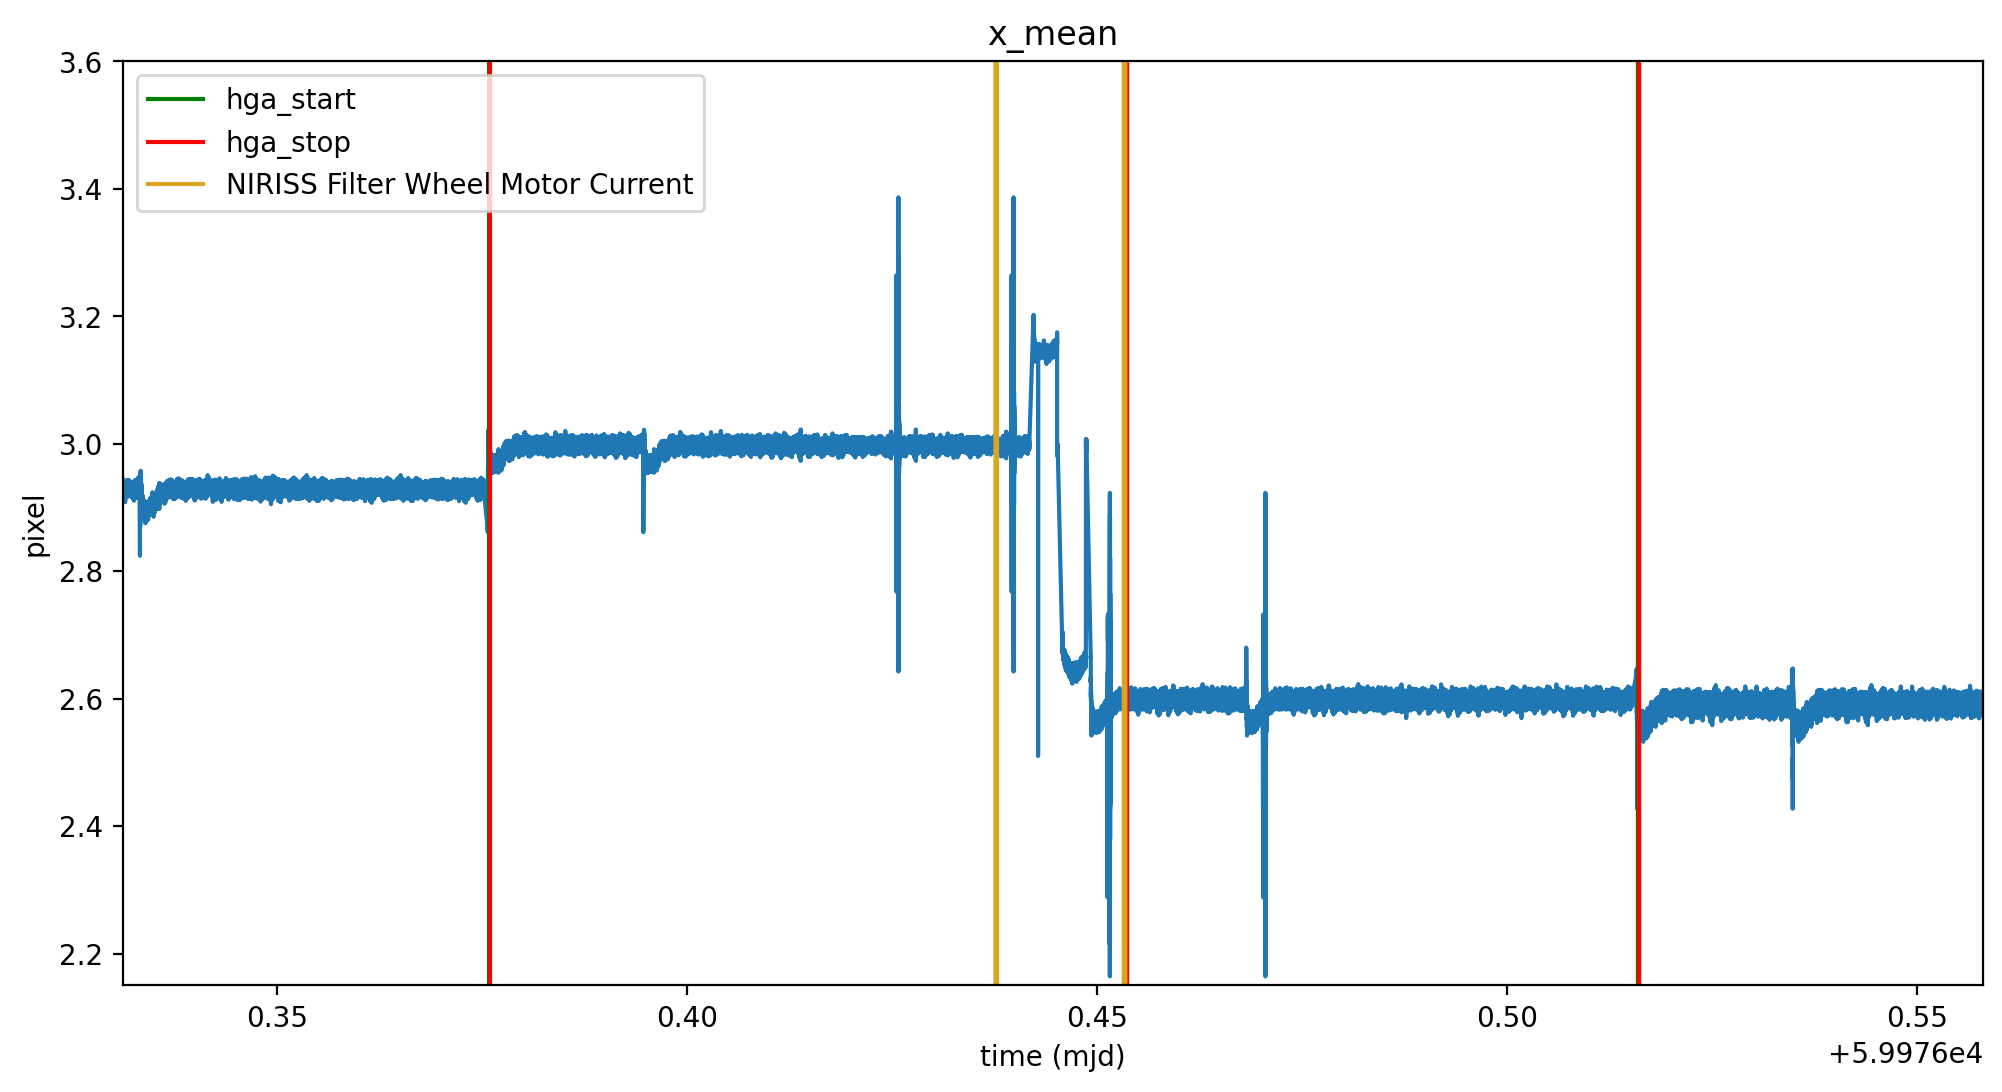 x_mean
3.6
3.4
3.2
3.0
2.8
2.6
2.4
2.2
pixel
hga_start
hga_stop
NIRISS Filter Wheel Motor Current
0.35 0.40 0.45 0.50 0.55
time (mjd)
+5.9976e4